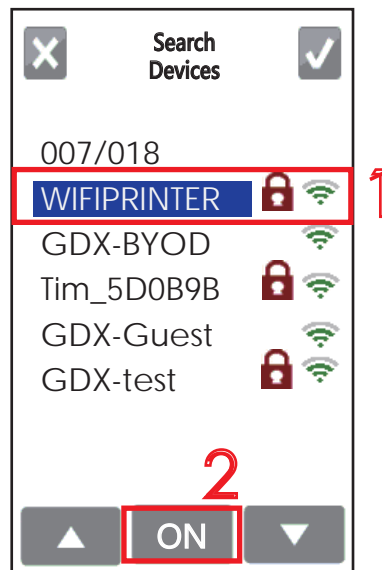 Search
Devices
007/018
WIFIPRINTER
1
GDX-BYOD
Tim_5D0B9B
GDX-Guest
GDX-test
2
ON